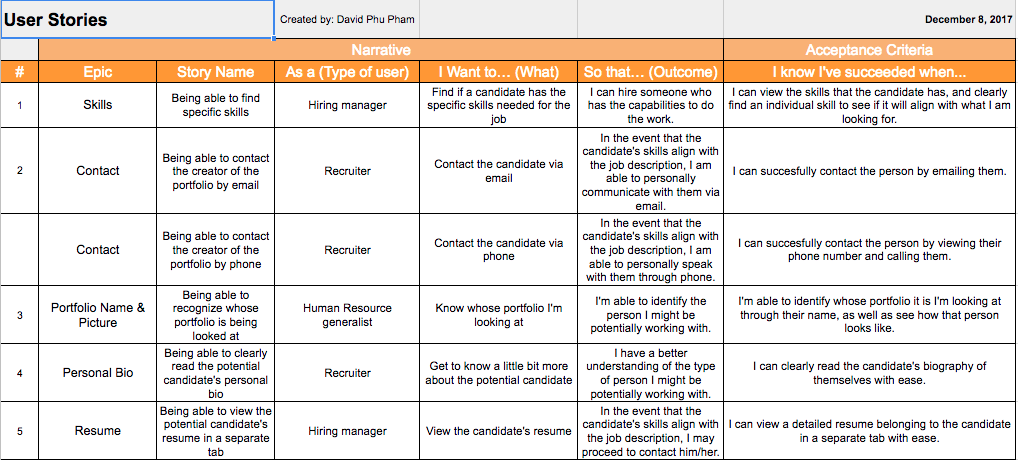 User Stories
Created by: David Phu Pham
December 8, 2017
Narrative
Acceptance Criteria
#
Epic
Story Name
As a (Type of user)
I Want to... (What)
So that... (Outcome)
I know I've succeeded when...
1
Skills
Being able to find
specific skills
Hiring manager
Find if a candidate has the
specific skills needed for the
job
I can hire someone who
has the capabilities to do
the work.
I can view the skills that the candidate has, and clearly
find an individual skill to see if it will align with what I am
looking for.
2
Contact
Being able to contact
the creator of the
portfolio by email
Recruiter
Contact the candidate via
email
In the event that the
candidate's skills align with
the job description, I am
able to personally
communicate with them via
email.
I can succesfully contact the person by emailing them.
Contact
Being able to contact
the creator of the
portfolio by phone
Recruiter
Contact the candidate via
phone
In the event that the
candidate's skills align with
the job description, I am
able to personally speak
with them through phone.
I can succesfully contact the person by viewing their
phone number and calling them.
3
Portfolio Name &
Picture
Being able to
recognize whose
portfolio is being
looked at
Human Resource
generalist
Know whose portfolio I'm
looking at
I'm able to identify the
person I might be
potentially working with.
I'm able to identify whose portfolio it is I'm looking at
through their name, as well as see how that person
looks like.
4
Personal Bio
Being able to clearly
read the potential
candidate's personal
bio
Recruiter
Get to know a little bit more
about the potential candidate
I have a better
understanding of the type
of person I might be
potentially working with.
I can clearly read the candidate's biography of
themselves with ease.
5
Resume
Being able to view the
potential candidate's
resume in a separate
tab
Hiring manager
View the candidate's resume
In the event that the
candidate's skills align with
the job description, I may
proceed to contact him/her.
I can view a detailed resume belonging to the candidate
in a separate tab with ease.